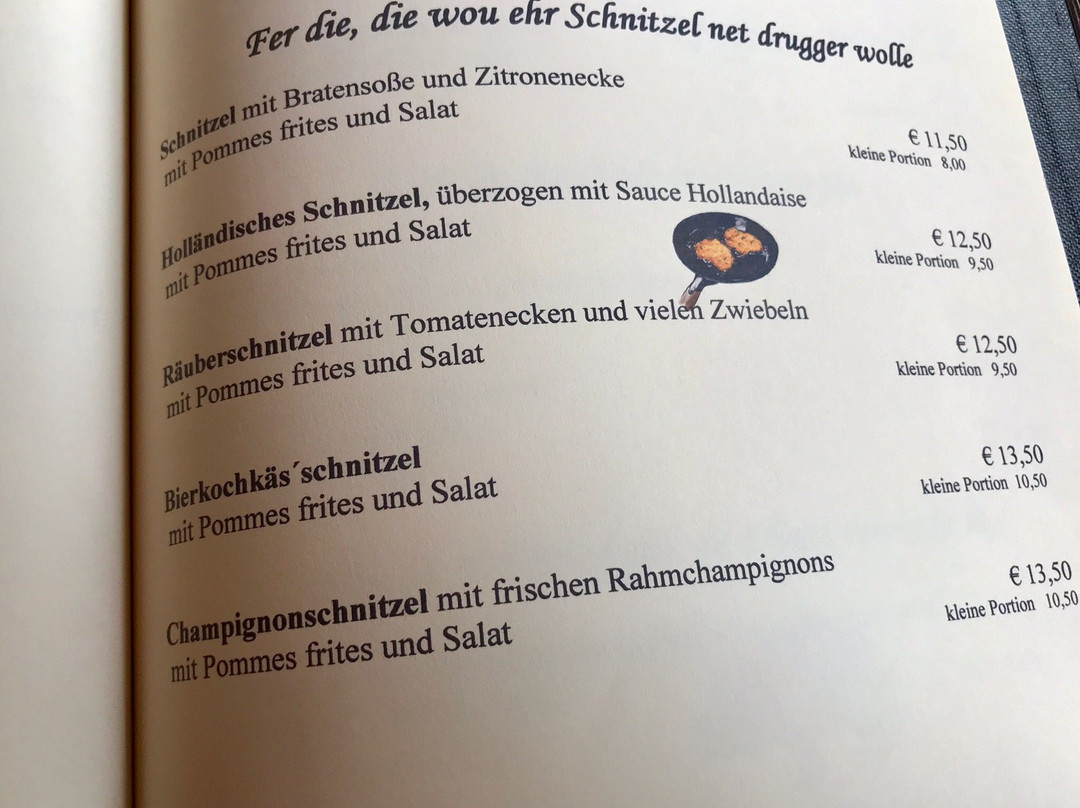 Fer die, die wou ehr Schnitzel net drugger wolle
Schnitzel mit Bratensoße und Zitronenecke
mit Pommes frites und Salat
€ 11,50
kleine Portion 8,00
Holländisches Schnitzel, überzogen mit Sauce Hollandaise
mit Pommes frites und Salat
€ 12,50
kleine Portion 9,50
Räuberschnitzel mit Tomatenecken und vielen Zwiebeln
mit Pommes frites und Salat
€ 12,50
kleine Portion 9,50
Bierkochkäs´schnitzel
mit Pommes frites und Salat
€ 13,50
kleine Portion 10,50
Champignonschnitzel mit frischen Rahmchampignons
mit Pommes frites und Salat
€ 13,50
kleine Portion 10,50